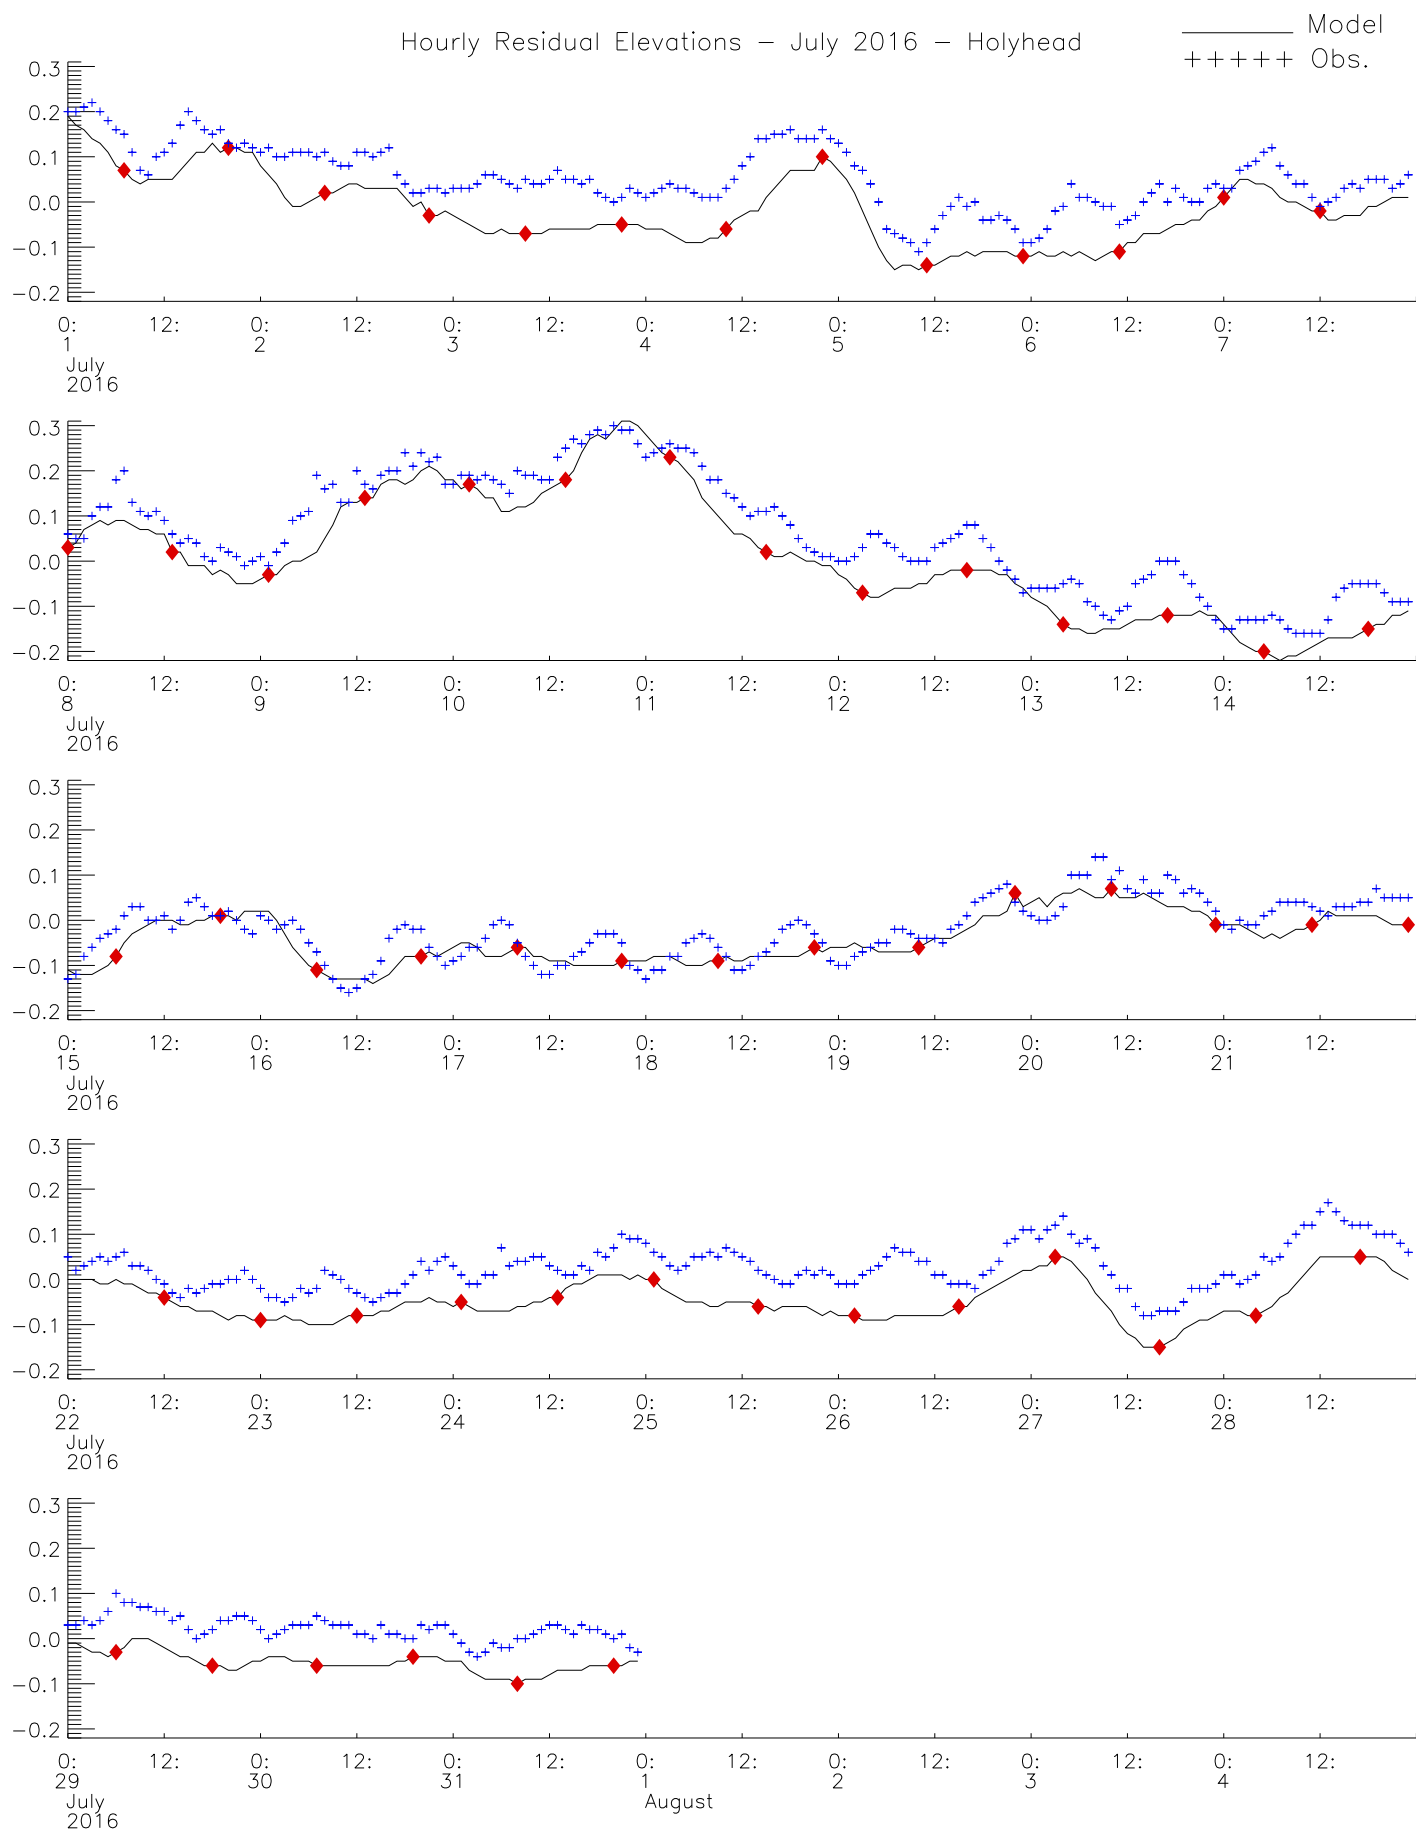 Hourly Residual Elevations – July 2016 – Holyhead
Model
+++++ Obs.
0.3
0.2
0.1
0.0
−0.1
−0.2
0: 12: 0: 12: 0: 12: 0: 12: 0: 12: 0: 12: 0: 12:
1 2 3 4 5 6 7
July
2016
0.3
0.2
0.1
0.0
−0.1
−0.2
0: 12: 0: 12: 0: 12: 0: 12: 0: 12: 0: 12: 0: 12:
8 9 10 11 12 13 14
July
2016
0.3
0.2
0.1
0.0
−0.1
−0.2
0: 12: 0: 12: 0: 12: 0: 12: 0: 12: 0: 12: 0: 12:
15 16 17 18 19 20 21
July
2016
0.3
0.2
0.1
0.0
−0.1
−0.2
0: 12: 0: 12: 0: 12: 0: 12: 0: 12: 0: 12: 0: 12:
22 23 24 25 26 27 28
July
2016
0.3
0.2
0.1
0.0
−0.1
−0.2
0: 12: 0: 12: 0: 12: 0: 12: 0: 12: 0: 12: 0: 12:
29 30 31 1 2 3 4
July August
2016